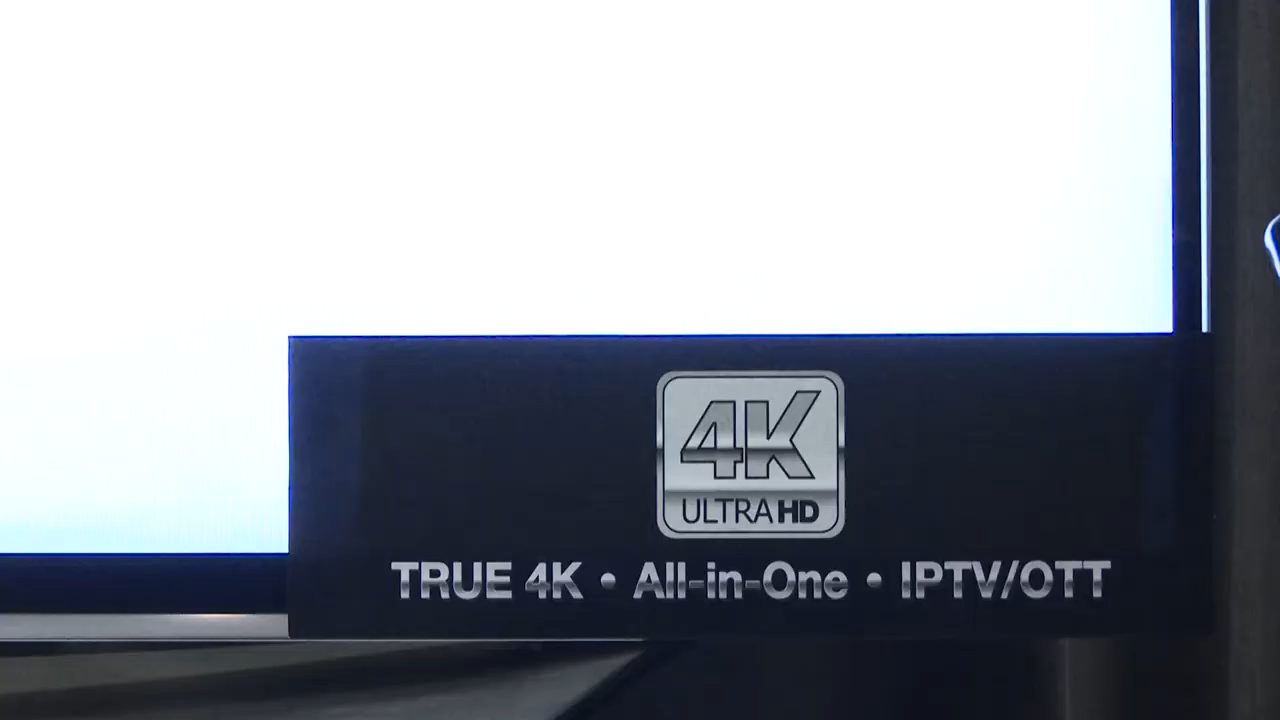 4K
ULTRA HD
TRUE 4K • All-in-One • IPTV/OTT